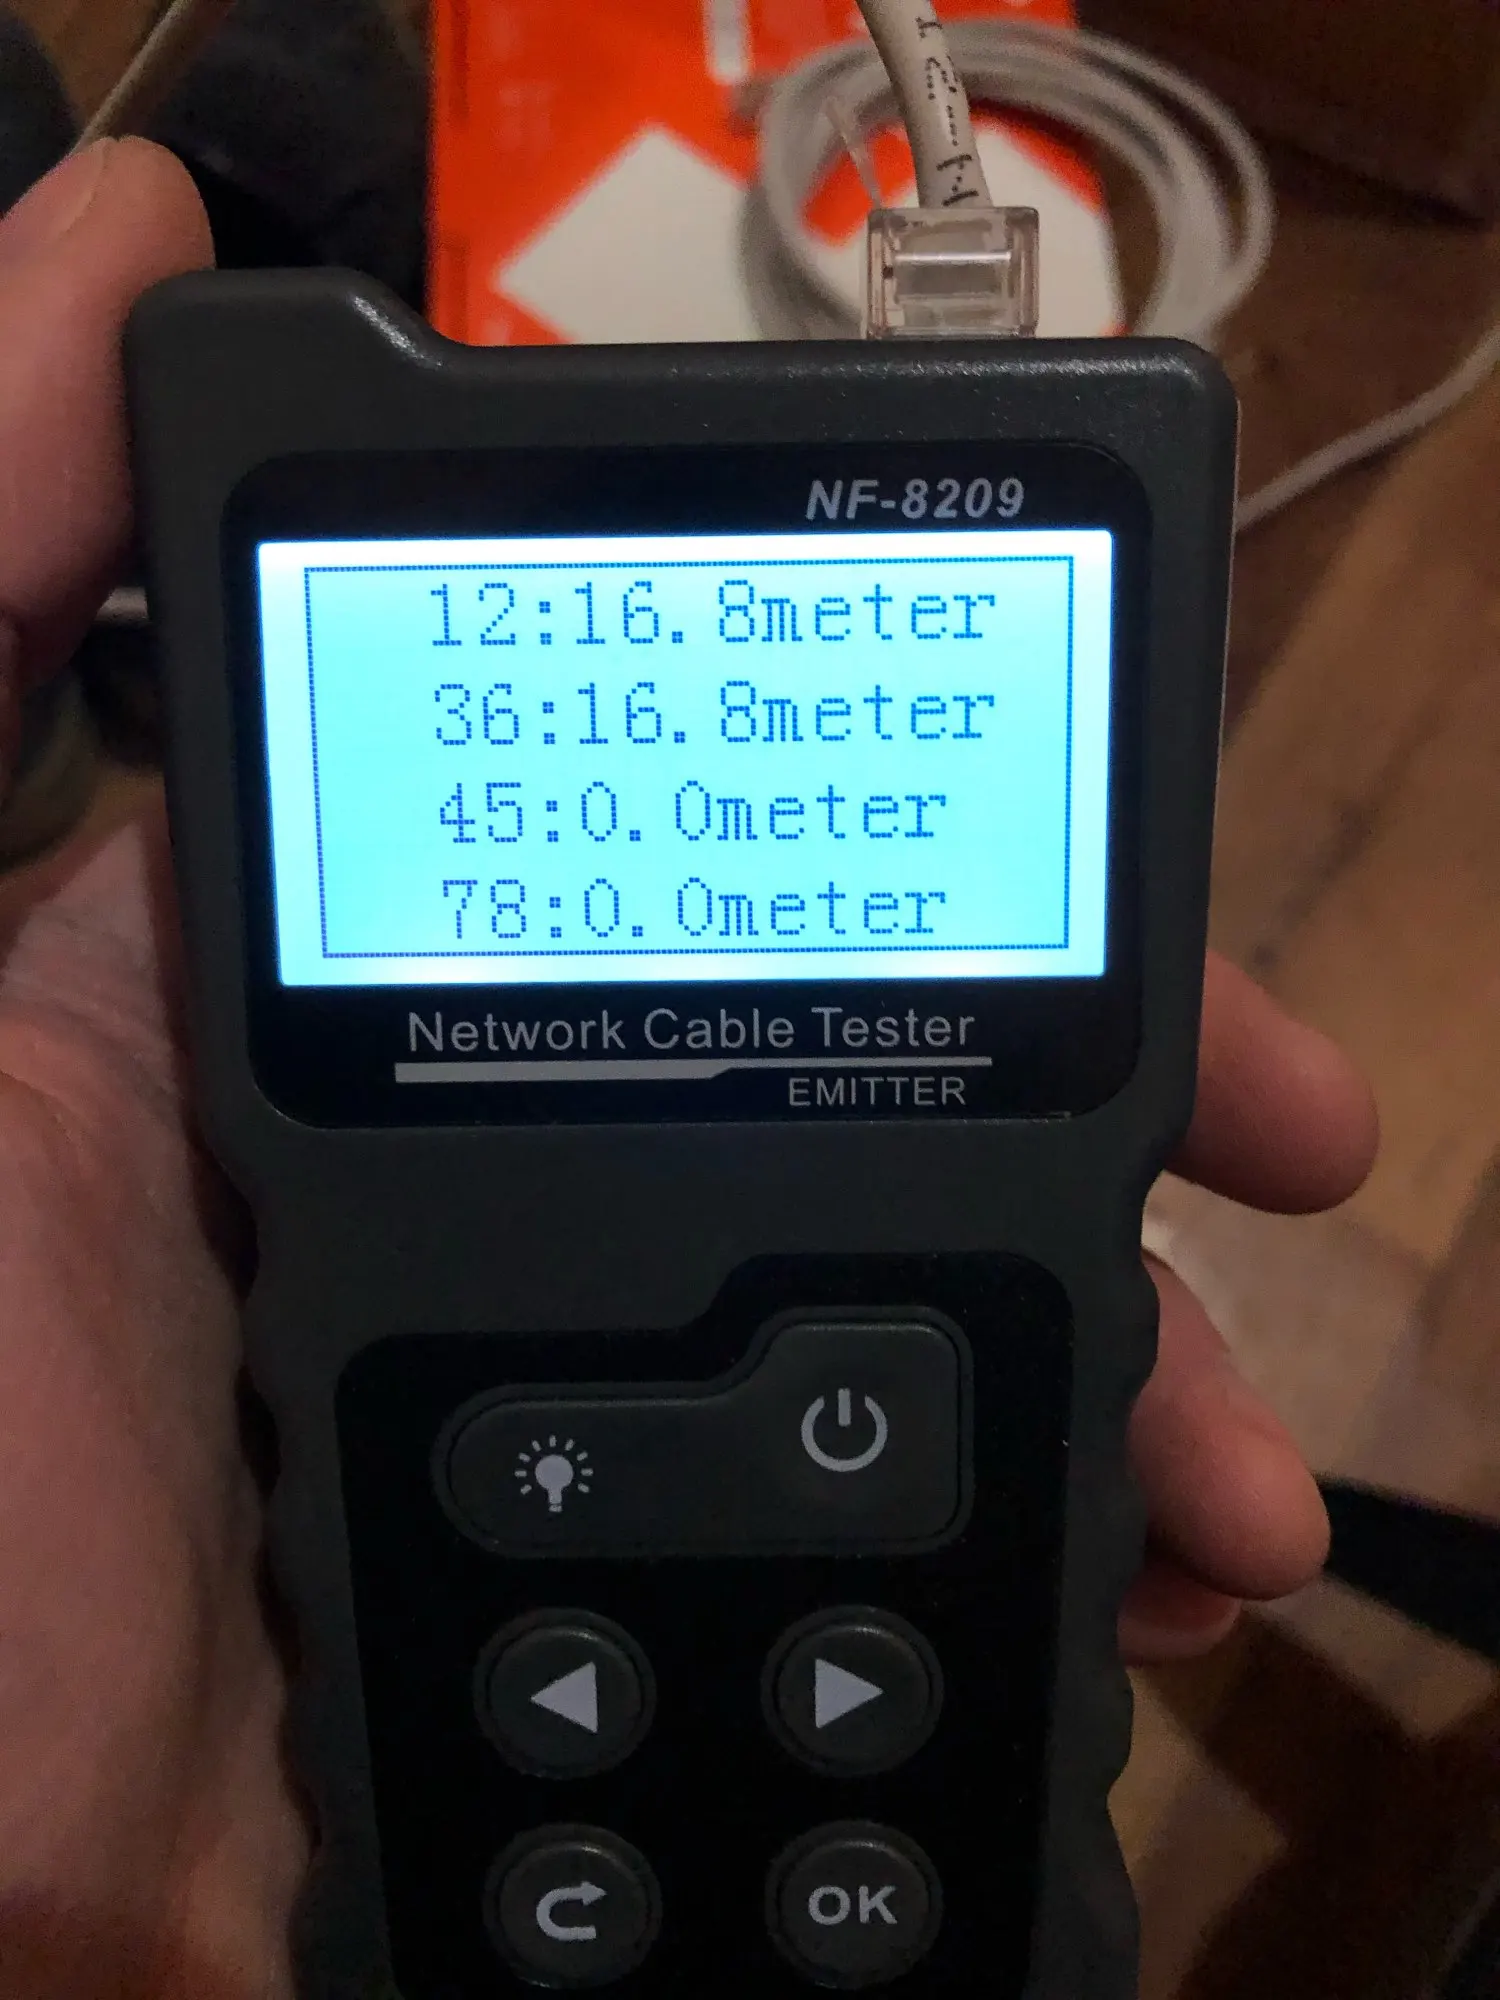 NF-8209
12:16.8meter
36:16.8meter
45:0.0meter
78:0.0meter
Network Cable Tester
EMITTER
OK